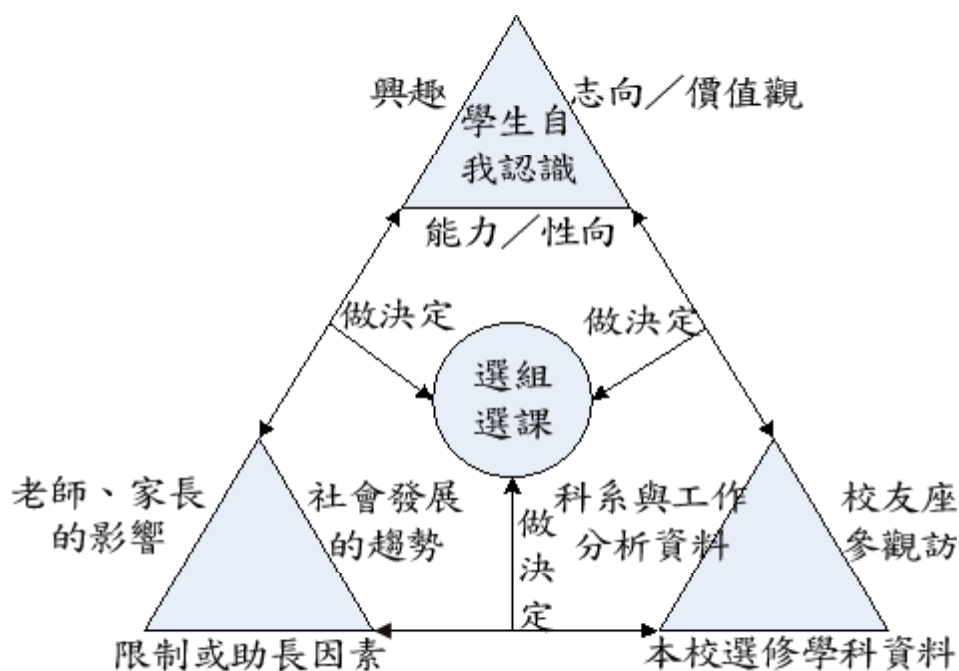 興趣
志向／價值觀
學生自
我認識
能力／性向
做決定
做決定
選組
選課
老師、家長
的影響
社會發展
的趨勢
做
決
定
科系與工作
分析資料
校友座
參觀訪
限制或助長因素
本校選修學科資料